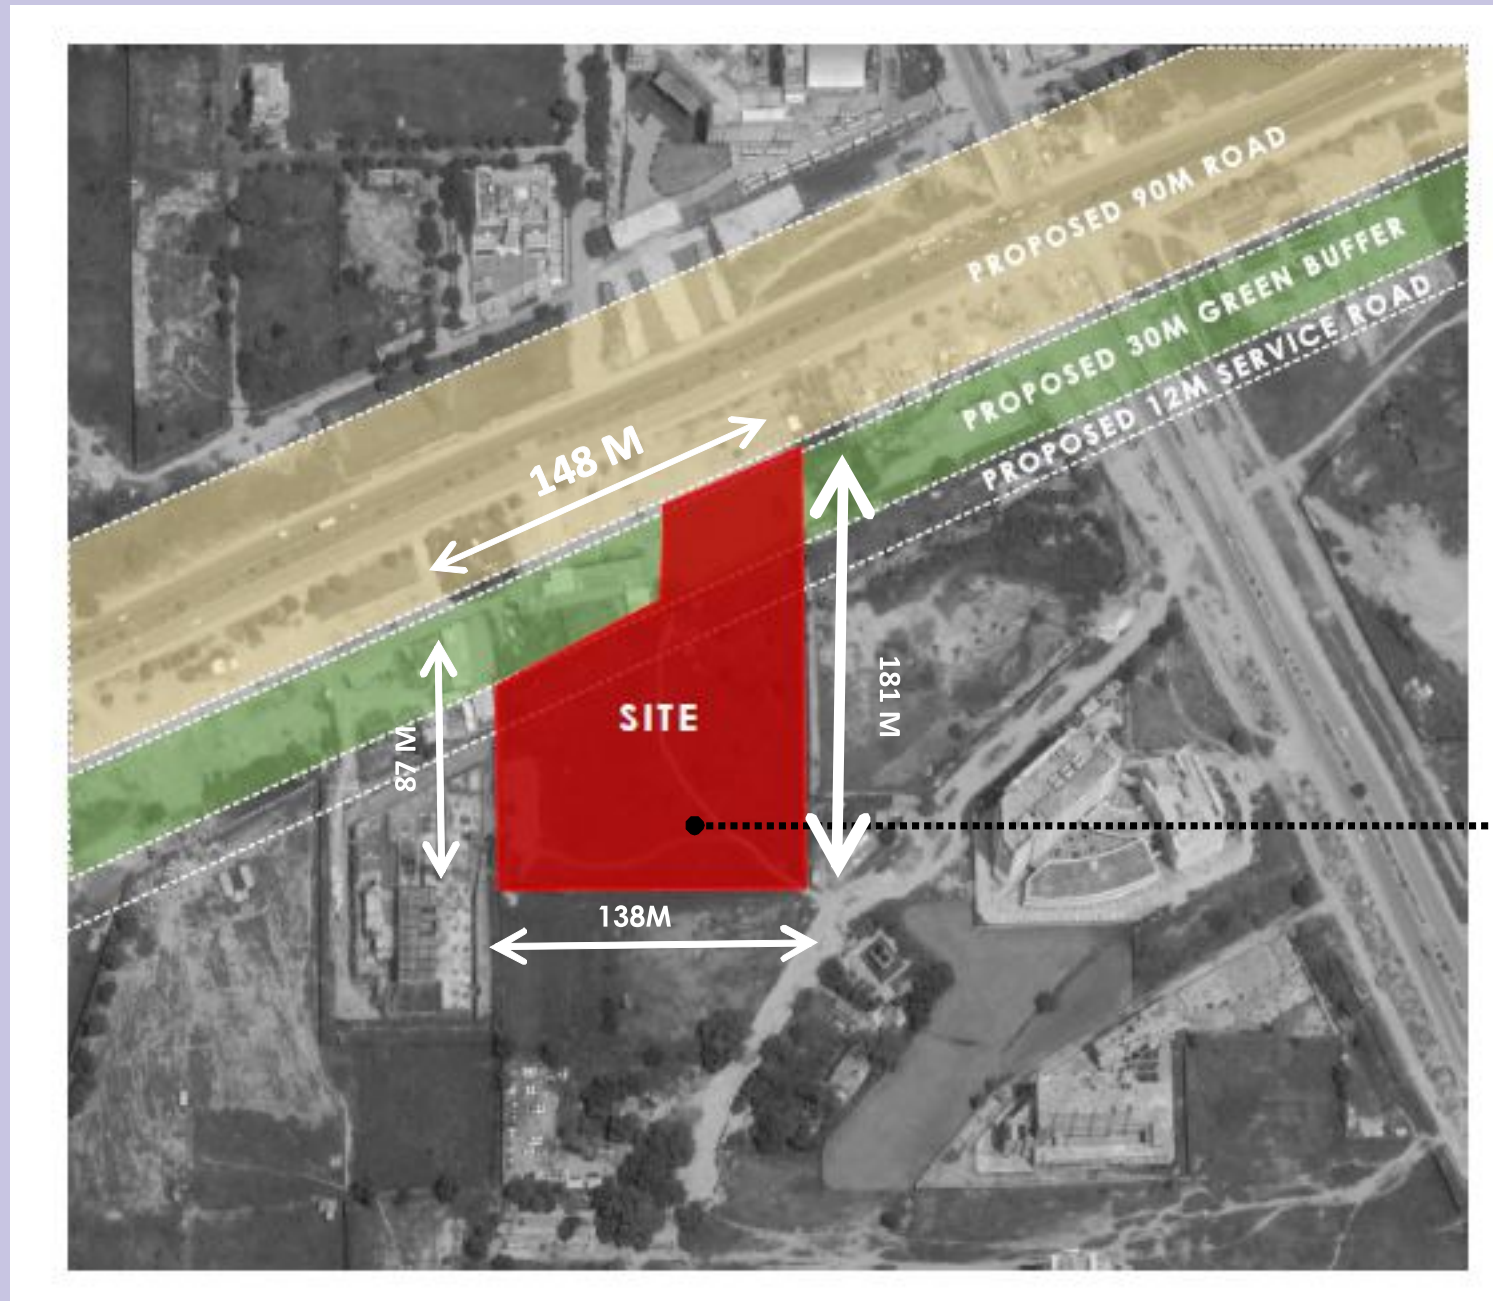 PROPOSED 90M ROAD
PROPOSED 30M GREEN BUFFER
PROPOSED 12M SERVICE ROAD
148 M
181 M
SITE
87 M
138M